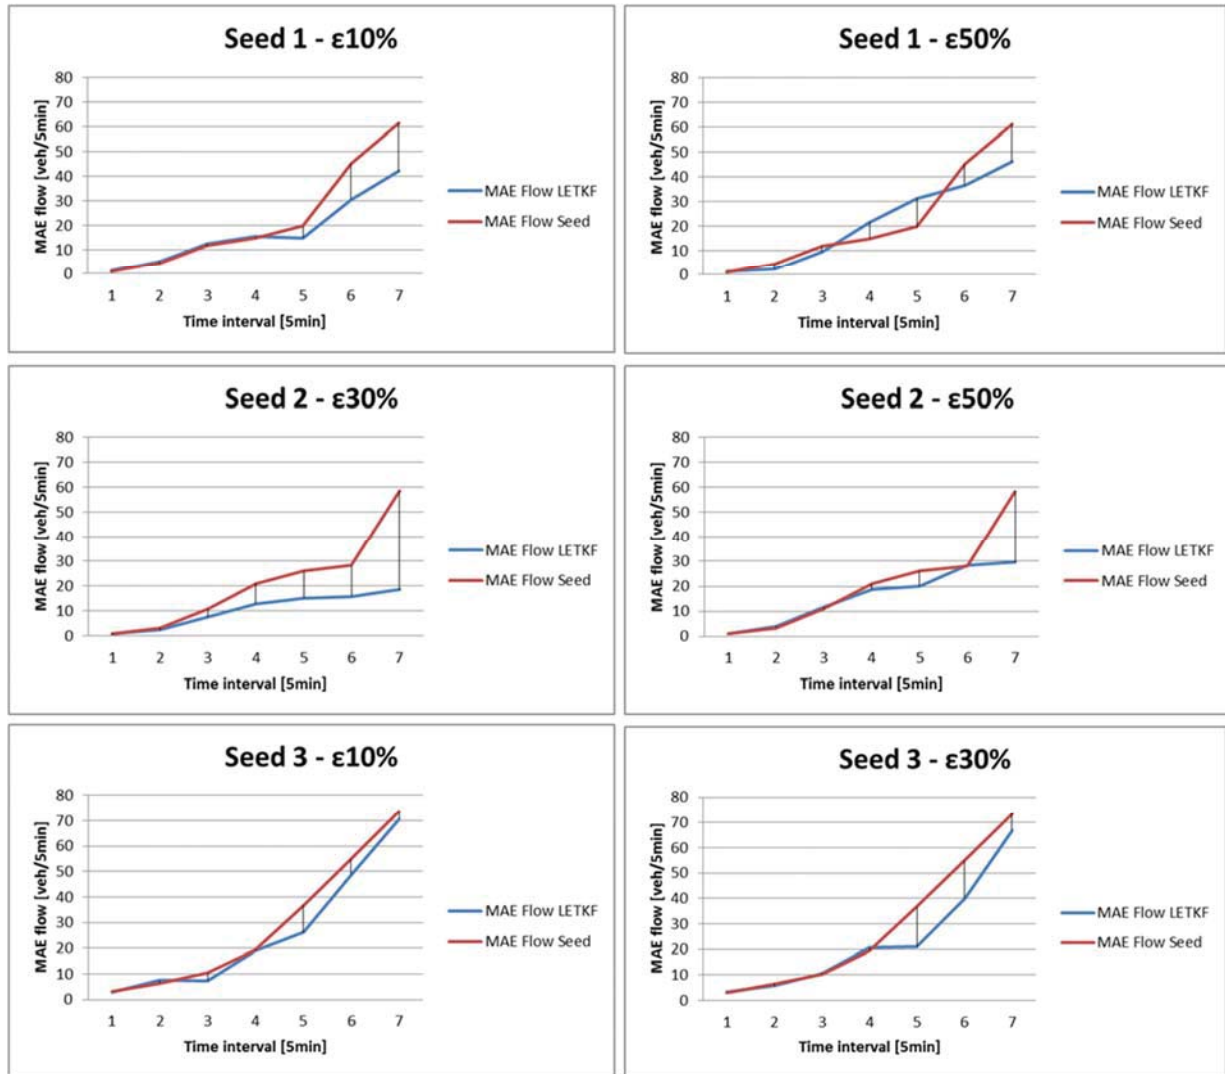 Seed 1 - ε10%
MAE flow [veh/5min]
80
70
60
50
40
30
20
10
0
1 2 3 4 5 6 7
Time interval [5min]
MAE Flow LETKF
MAE Flow Seed
Seed 1 - ε50%
MAE flow [veh/5min]
80
70
60
50
40
30
20
10
0
1 2 3 4 5 6 7
Time interval [5min]
MAE Flow LETKF
MAE Flow Seed
Seed 2 - ε30%
MAE flow [veh/5min]
80
70
60
50
40
30
20
10
0
1 2 3 4 5 6 7
Time interval [5min]
MAE Flow LETKF
MAE Flow Seed
Seed 2 - ε50%
MAE flow [veh/5min]
80
70
60
50
40
30
20
10
0
1 2 3 4 5 6 7
Time interval [5min]
MAE Flow LETKF
MAE Flow Seed
Seed 3 - ε10%
MAE flow [veh/5min]
80
70
60
50
40
30
20
10
0
1 2 3 4 5 6 7
Time interval [5min]
MAE Flow LETKF
MAE Flow Seed
Seed 3 - ε30%
MAE flow [veh/5min]
80
70
60
50
40
30
20
10
0
1 2 3 4 5 6 7
Time interval [5min]
MAE Flow LETKF
MAE Flow Seed